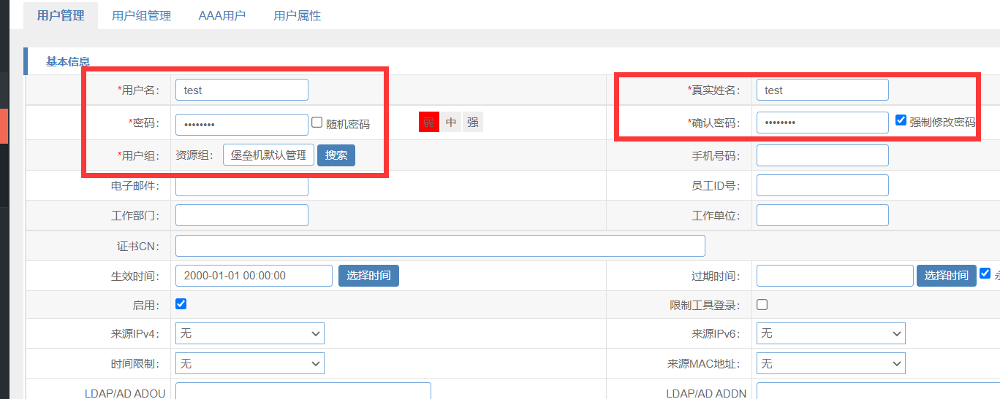 用户管理 用户组管理 AAA用户 用户属性
基本信息
*用户名： test *真实姓名： test
*密码： •••••••• 随机密码 弱 中 强 *确认密码： •••••••• 强制修改密码
*用户组： 资源组： 堡垒机默认管理 搜索 手机号码：
电子邮件： 员工ID号：
工作部门： 工作单位：
证书CN：
生效时间： 2000-01-01 00:00:00 选择时间 过期时间： 选择时间
启用： 限制工具登录：
来源IPv4： 无 来源IPv6： 无
时间限制： 无 来源MAC地址： 无
LDAP/AD ADOU LDAP/AD ADDN